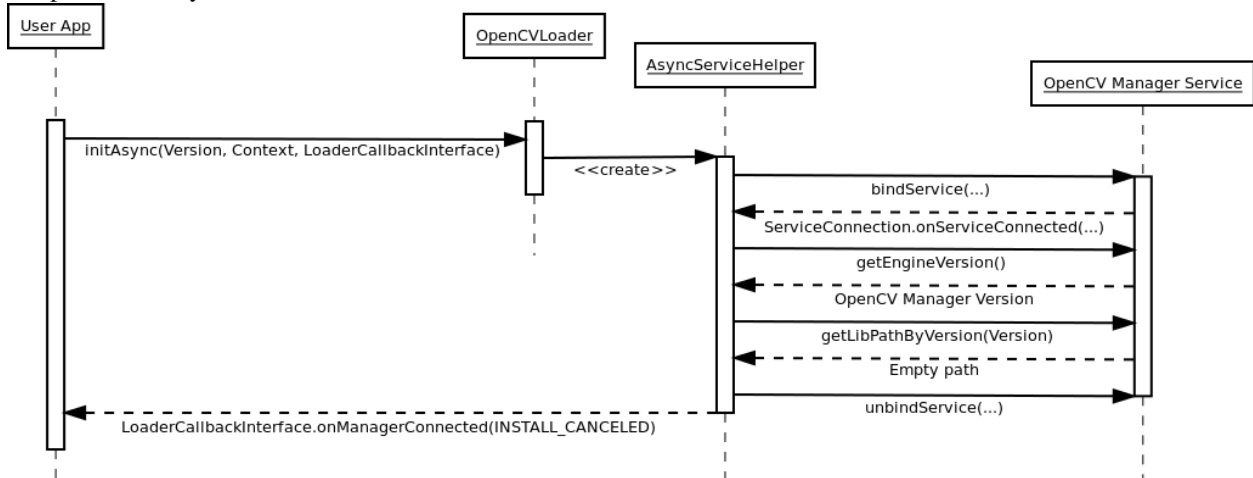 User App
OpenCVLoader
AsyncServiceHelper
OpenCV Manager Service
initAsync(Version, Context, LoaderCallbackInterface)
<<create>>
bindService(...)
ServiceConnection.onServiceConnected(...)
getEngineVersion()
OpenCV Manager Version
getLibPathByVersion(Version)
Empty path
unbindService(...)
LoaderCallbackInterface.onManagerConnected(INSTALL_CANCELED)